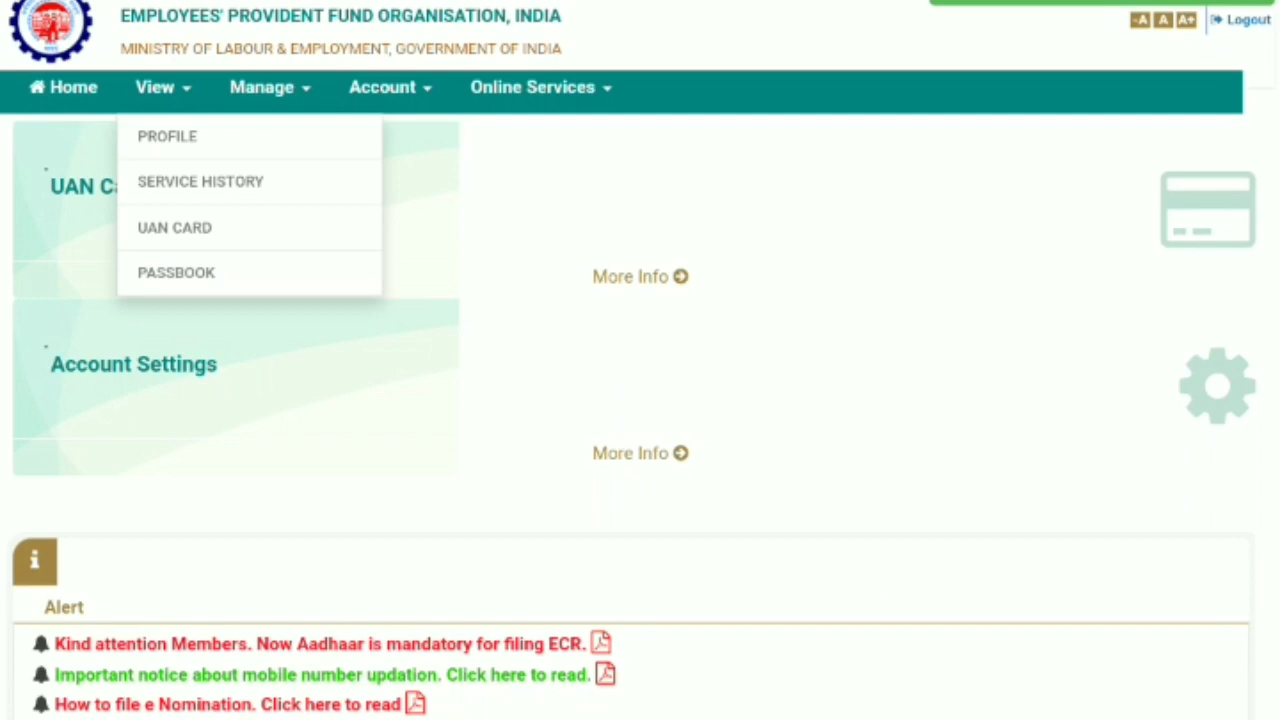 EMPLOYEES' PROVIDENT FUND ORGANISATION, INDIA
MINISTRY OF LABOUR & EMPLOYMENT, GOVERNMENT OF INDIA
-A A A+ Logout
Home View Manage Account Online Services
PROFILE
SERVICE HISTORY
UAN CARD
PASSBOOK
UAN C
More Info
Account Settings
More Info
Alert
Kind attention Members. Now Aadhaar is mandatory for filing ECR.
Important notice about mobile number updation. Click here to read.
How to file e Nomination. Click here to read